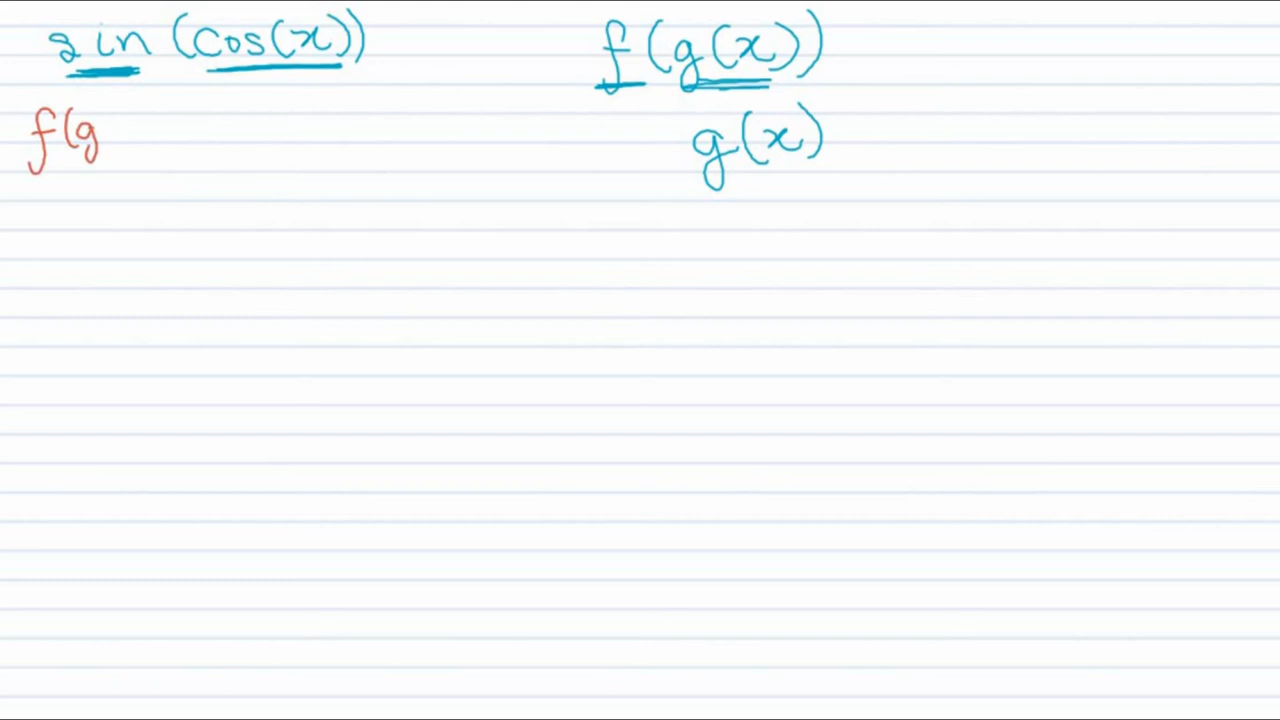 sin (cos(x))
f(g(x))
f(g
g(x)